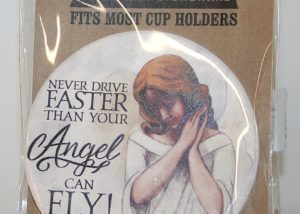 FITS MOST CUP HOLDERS
NEVER DRIVE
FASTER
THAN YOUR
Angel
CAN
FLY!